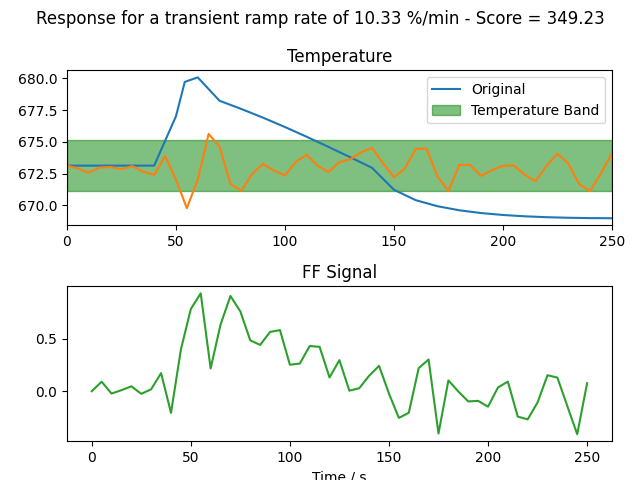 Response for a transient ramp rate of 10.33 %/min - Score = 349.23
Temperature
680.0
677.5
675.0
672.5
670.0
Original
Temperature Band
0 50 100 150 200 250
FF Signal
0.5
0.0
0 50 100 150 200 250
Time / s